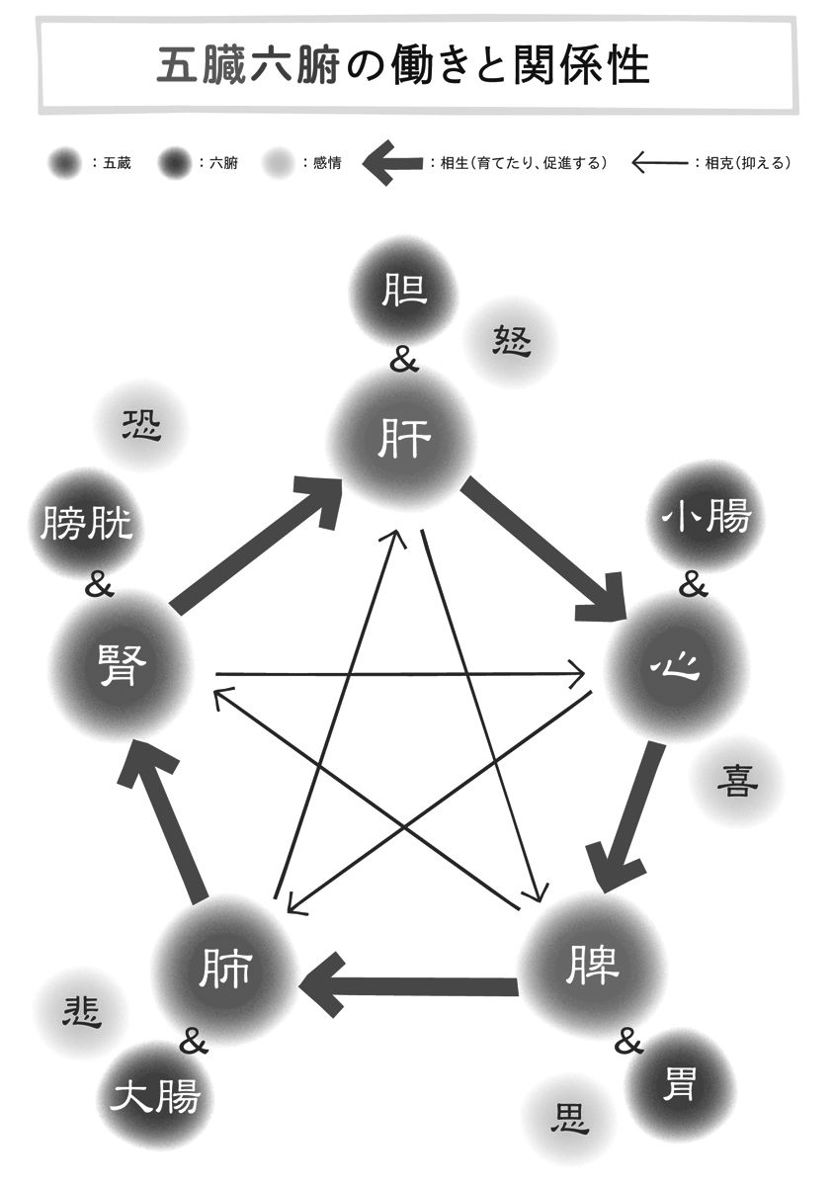 五臓六腑の働きと関係性
：五蔵
：六腑
：感情
：相生（育てたり、促進する）
：相克（抑える）
胆
&
怒
肝
恐
膀胱
&
腎
小腸
&
心
喜
肺
&
悲
大腸
脾
&
胃
思